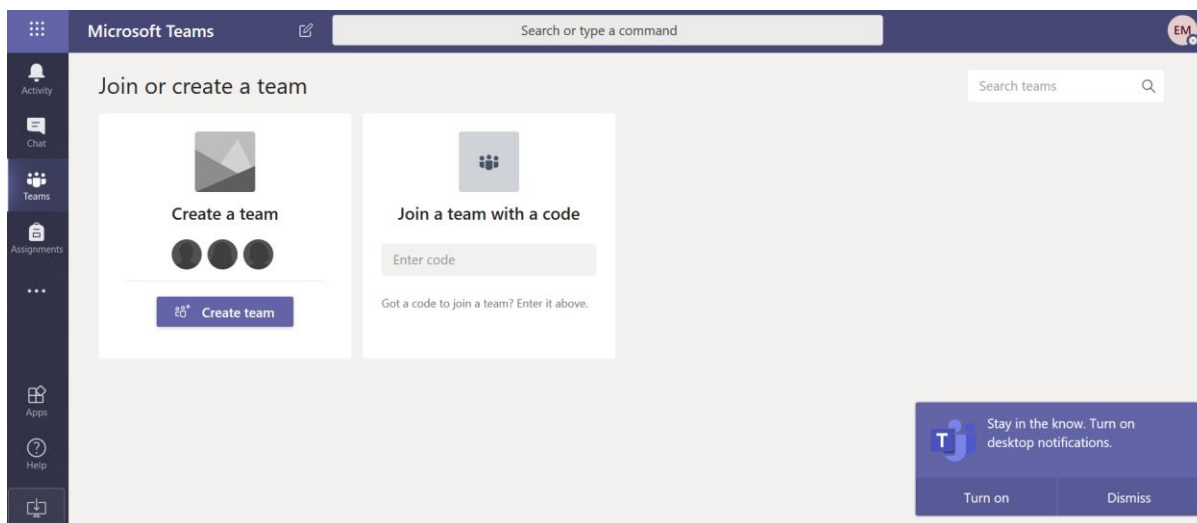 Microsoft Teams
Search or type a command
EM
Activity
Chat
Teams
Assignments
Apps
Help
Join or create a team
Search teams
Create a team
Create team
Join a team with a code
Enter code
Got a code to join a team? Enter it above.
T
Stay in the know. Turn on
desktop notifications.
Turn on
Dismiss